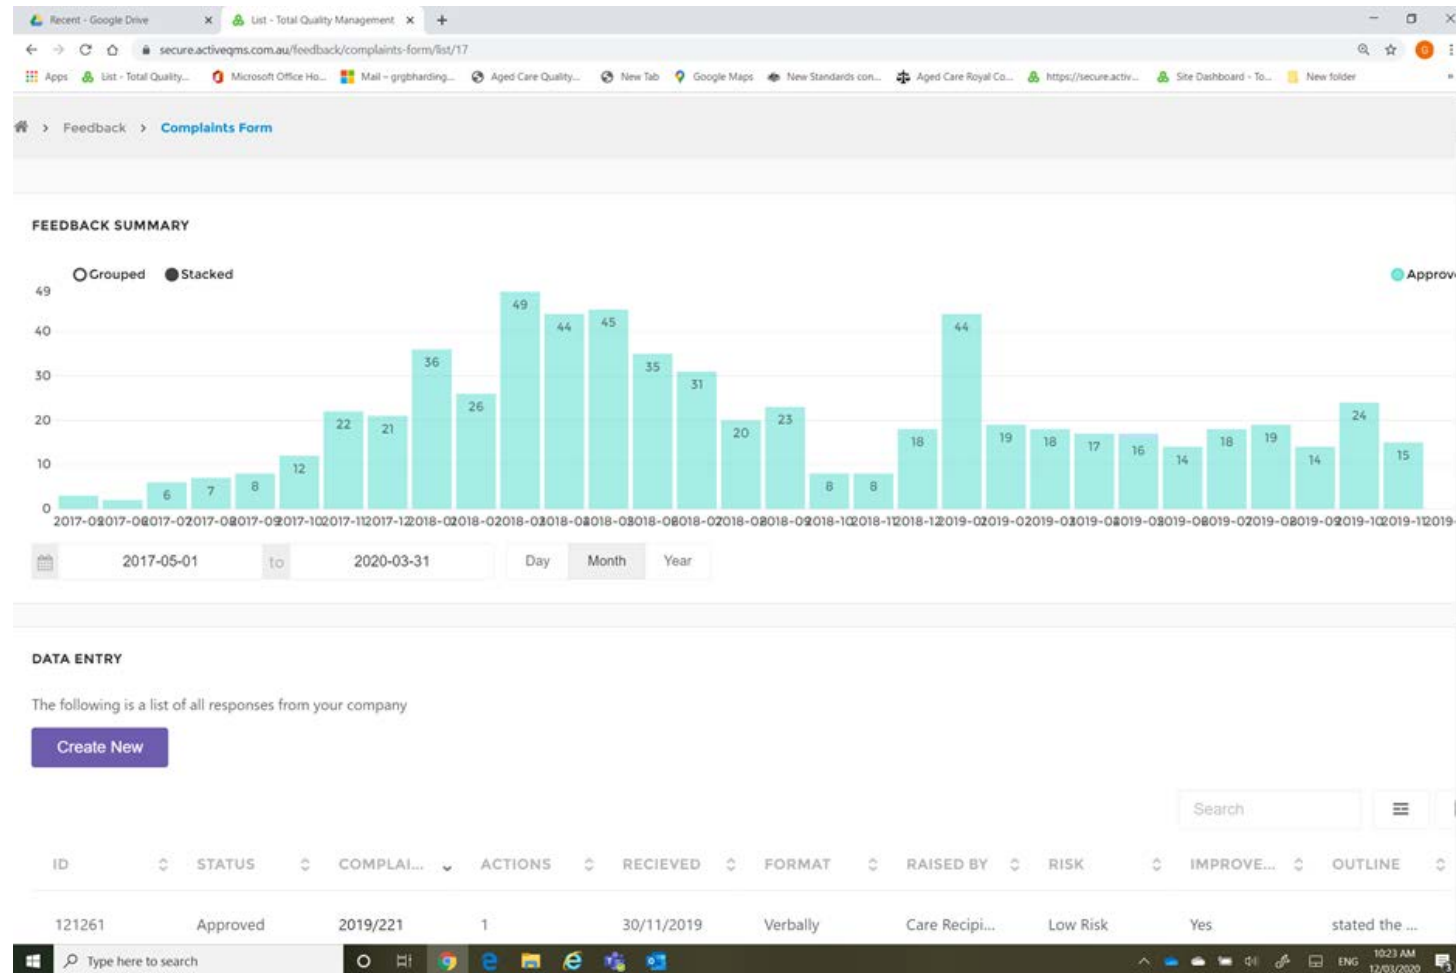 Recent - Google Drive
List - Total Quality Management
secure.activeqms.com.au/feedback/complaints-form/list/17
Apps List - Total Quality... Microsoft Office Ho... Mail – grgbharding... Aged Care Quality... New Tab Google Maps New Standards con... Aged Care Royal Co... https://secure.activ... Site Dashboard - To... New folder
> Feedback > Complaints Form
FEEDBACK SUMMARY
Grouped Stacked Approv
49
40
30
20
10
0
6 7 8 12 22 21 36 26 49 44 45 35 31 20 23 8 8 18 44 19 18 17 16 14 18 19 14 24 15
2017-05-01 to 2020-03-31 Day Month Year
DATA ENTRY
The following is a list of all responses from your company
Create New
Search
ID STATUS COMPLAI... ACTIONS RECIEVED FORMAT RAISED BY RISK IMPROVE... OUTLINE
121261 Approved 2019/221 1 30/11/2019 Verbally Care Recipi... Low Risk Yes stated the ...
Type here to search ENG 10:23 AM
12/03/2020